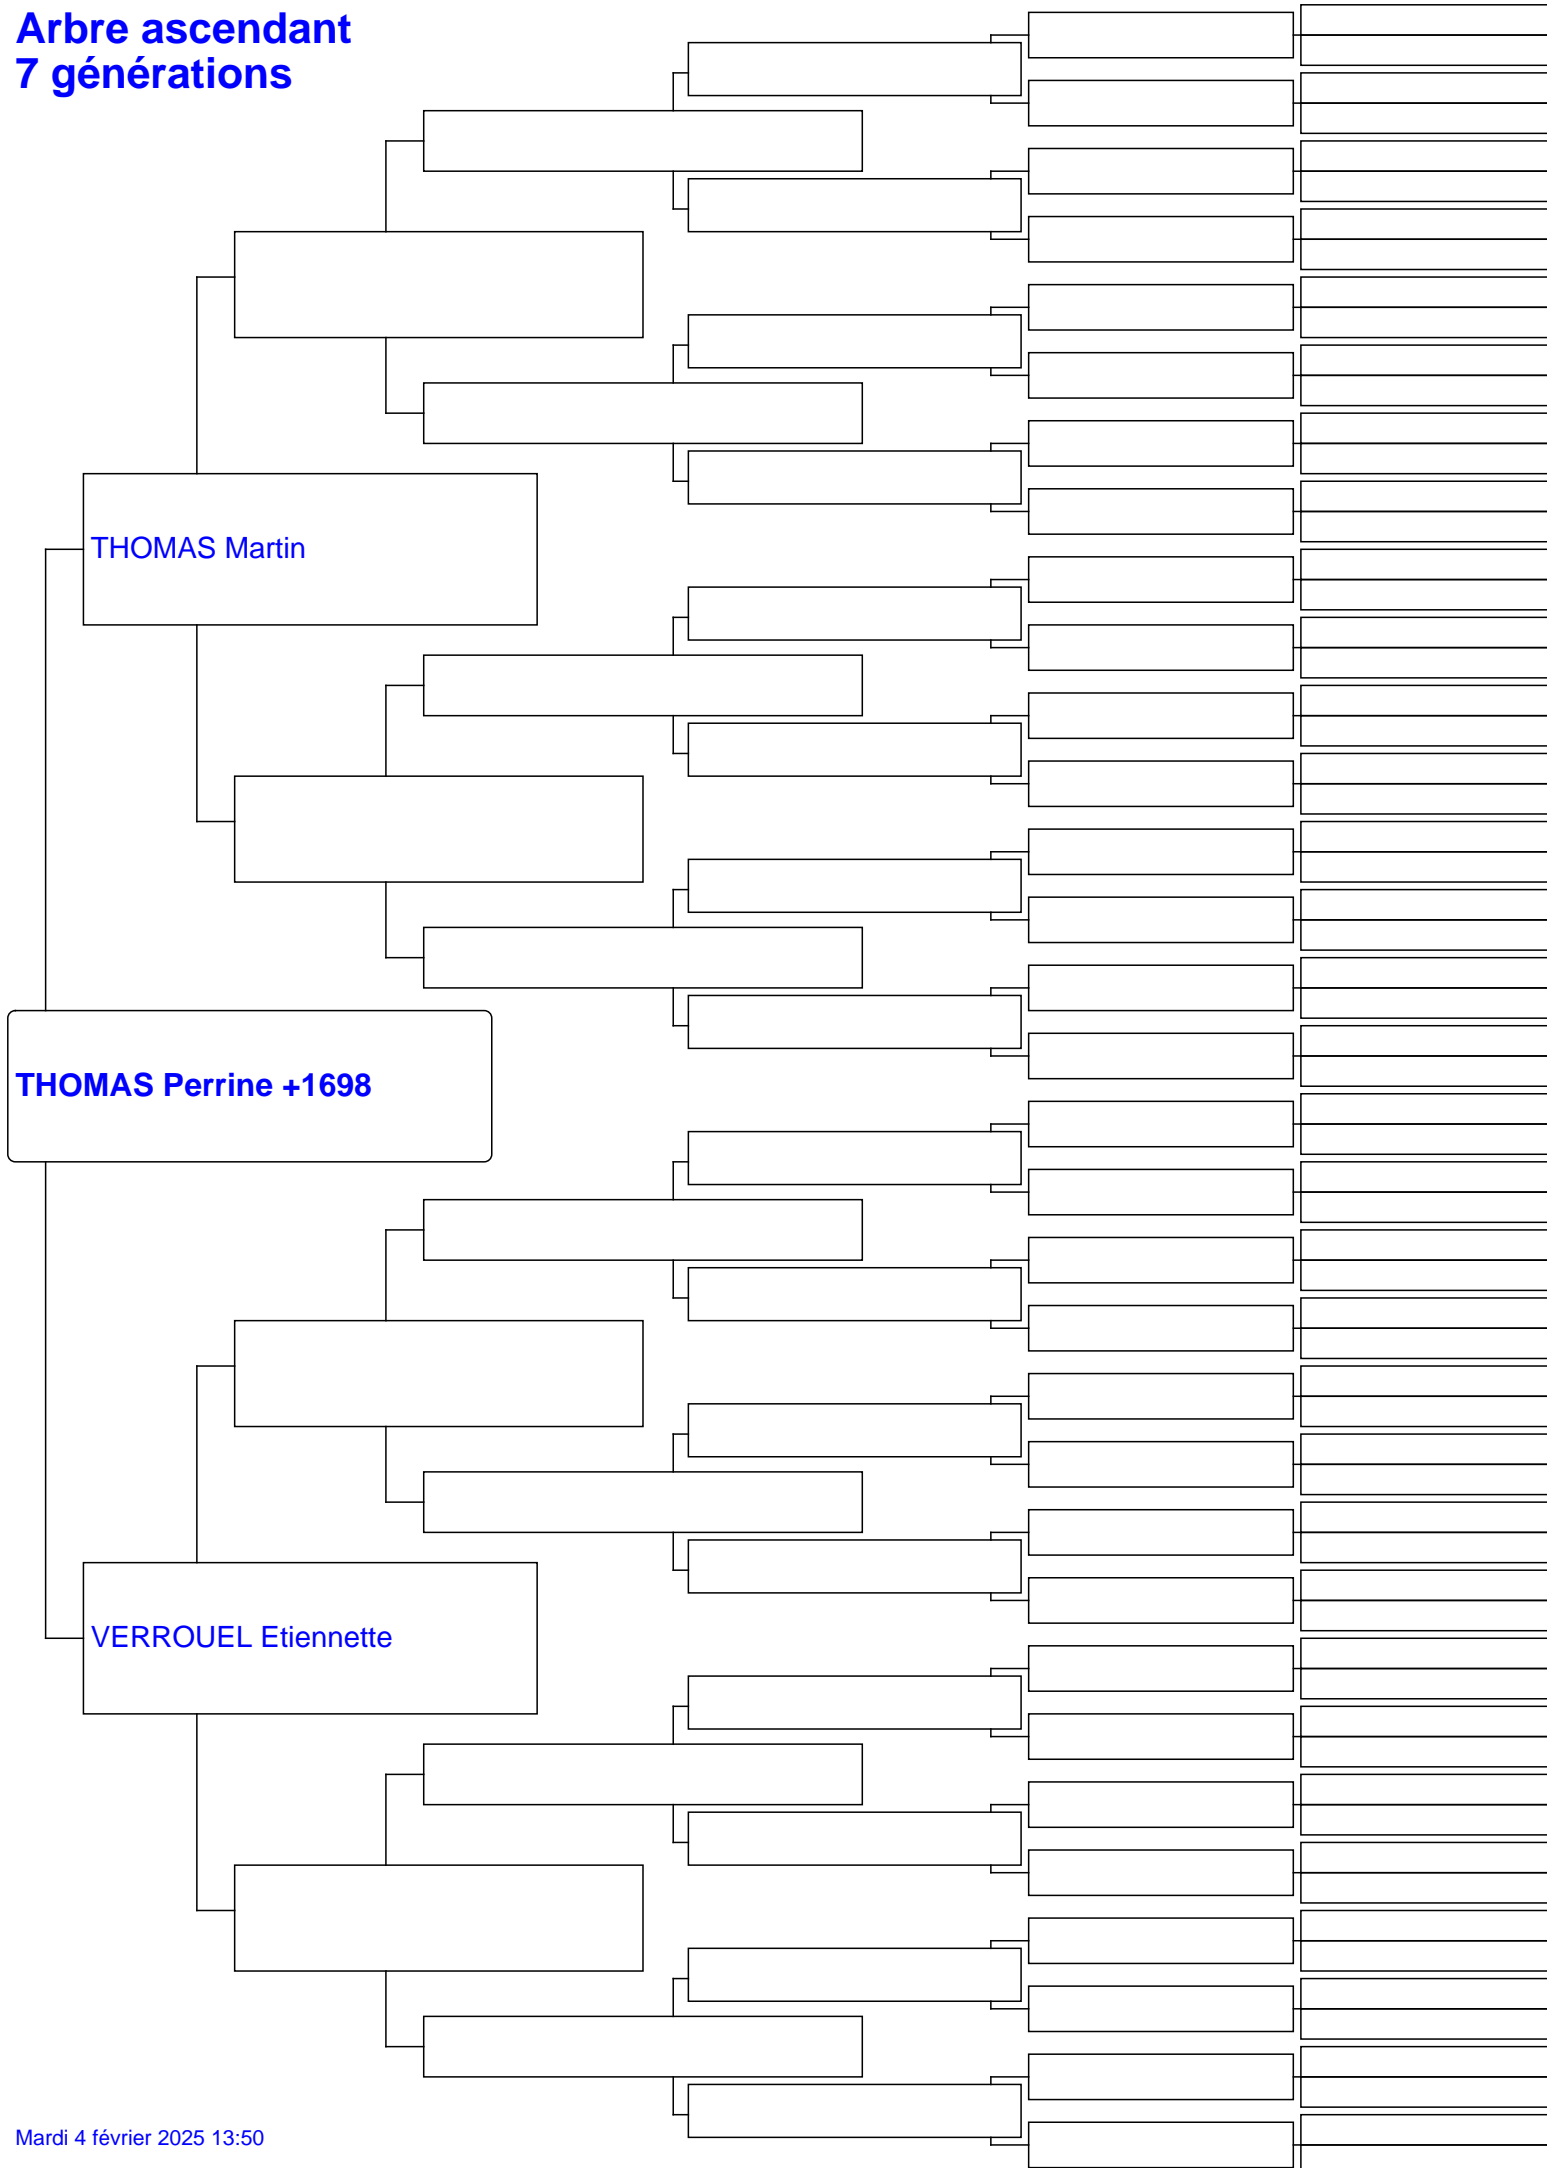 Arbre ascendant
7 générations
THOMAS Martin
THOMAS Perrine +1698
VERROUEL Etiennette
Mardi 4 février 2025 13:50